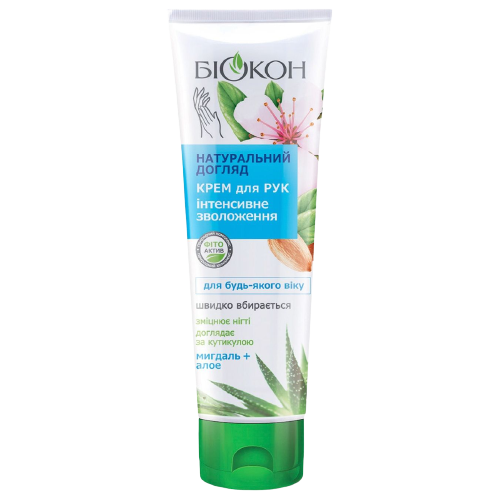 БІОКОН
НАТУРАЛЬНИЙ
ДОГЛЯД
КРЕМ для РУК
інтенсивне
зволоження
ФІТО
АКТИВ
для будь-якого віку
швидко вбирається
зміцнює нігті
доглядає
за кутикулою
мигдаль +
алое